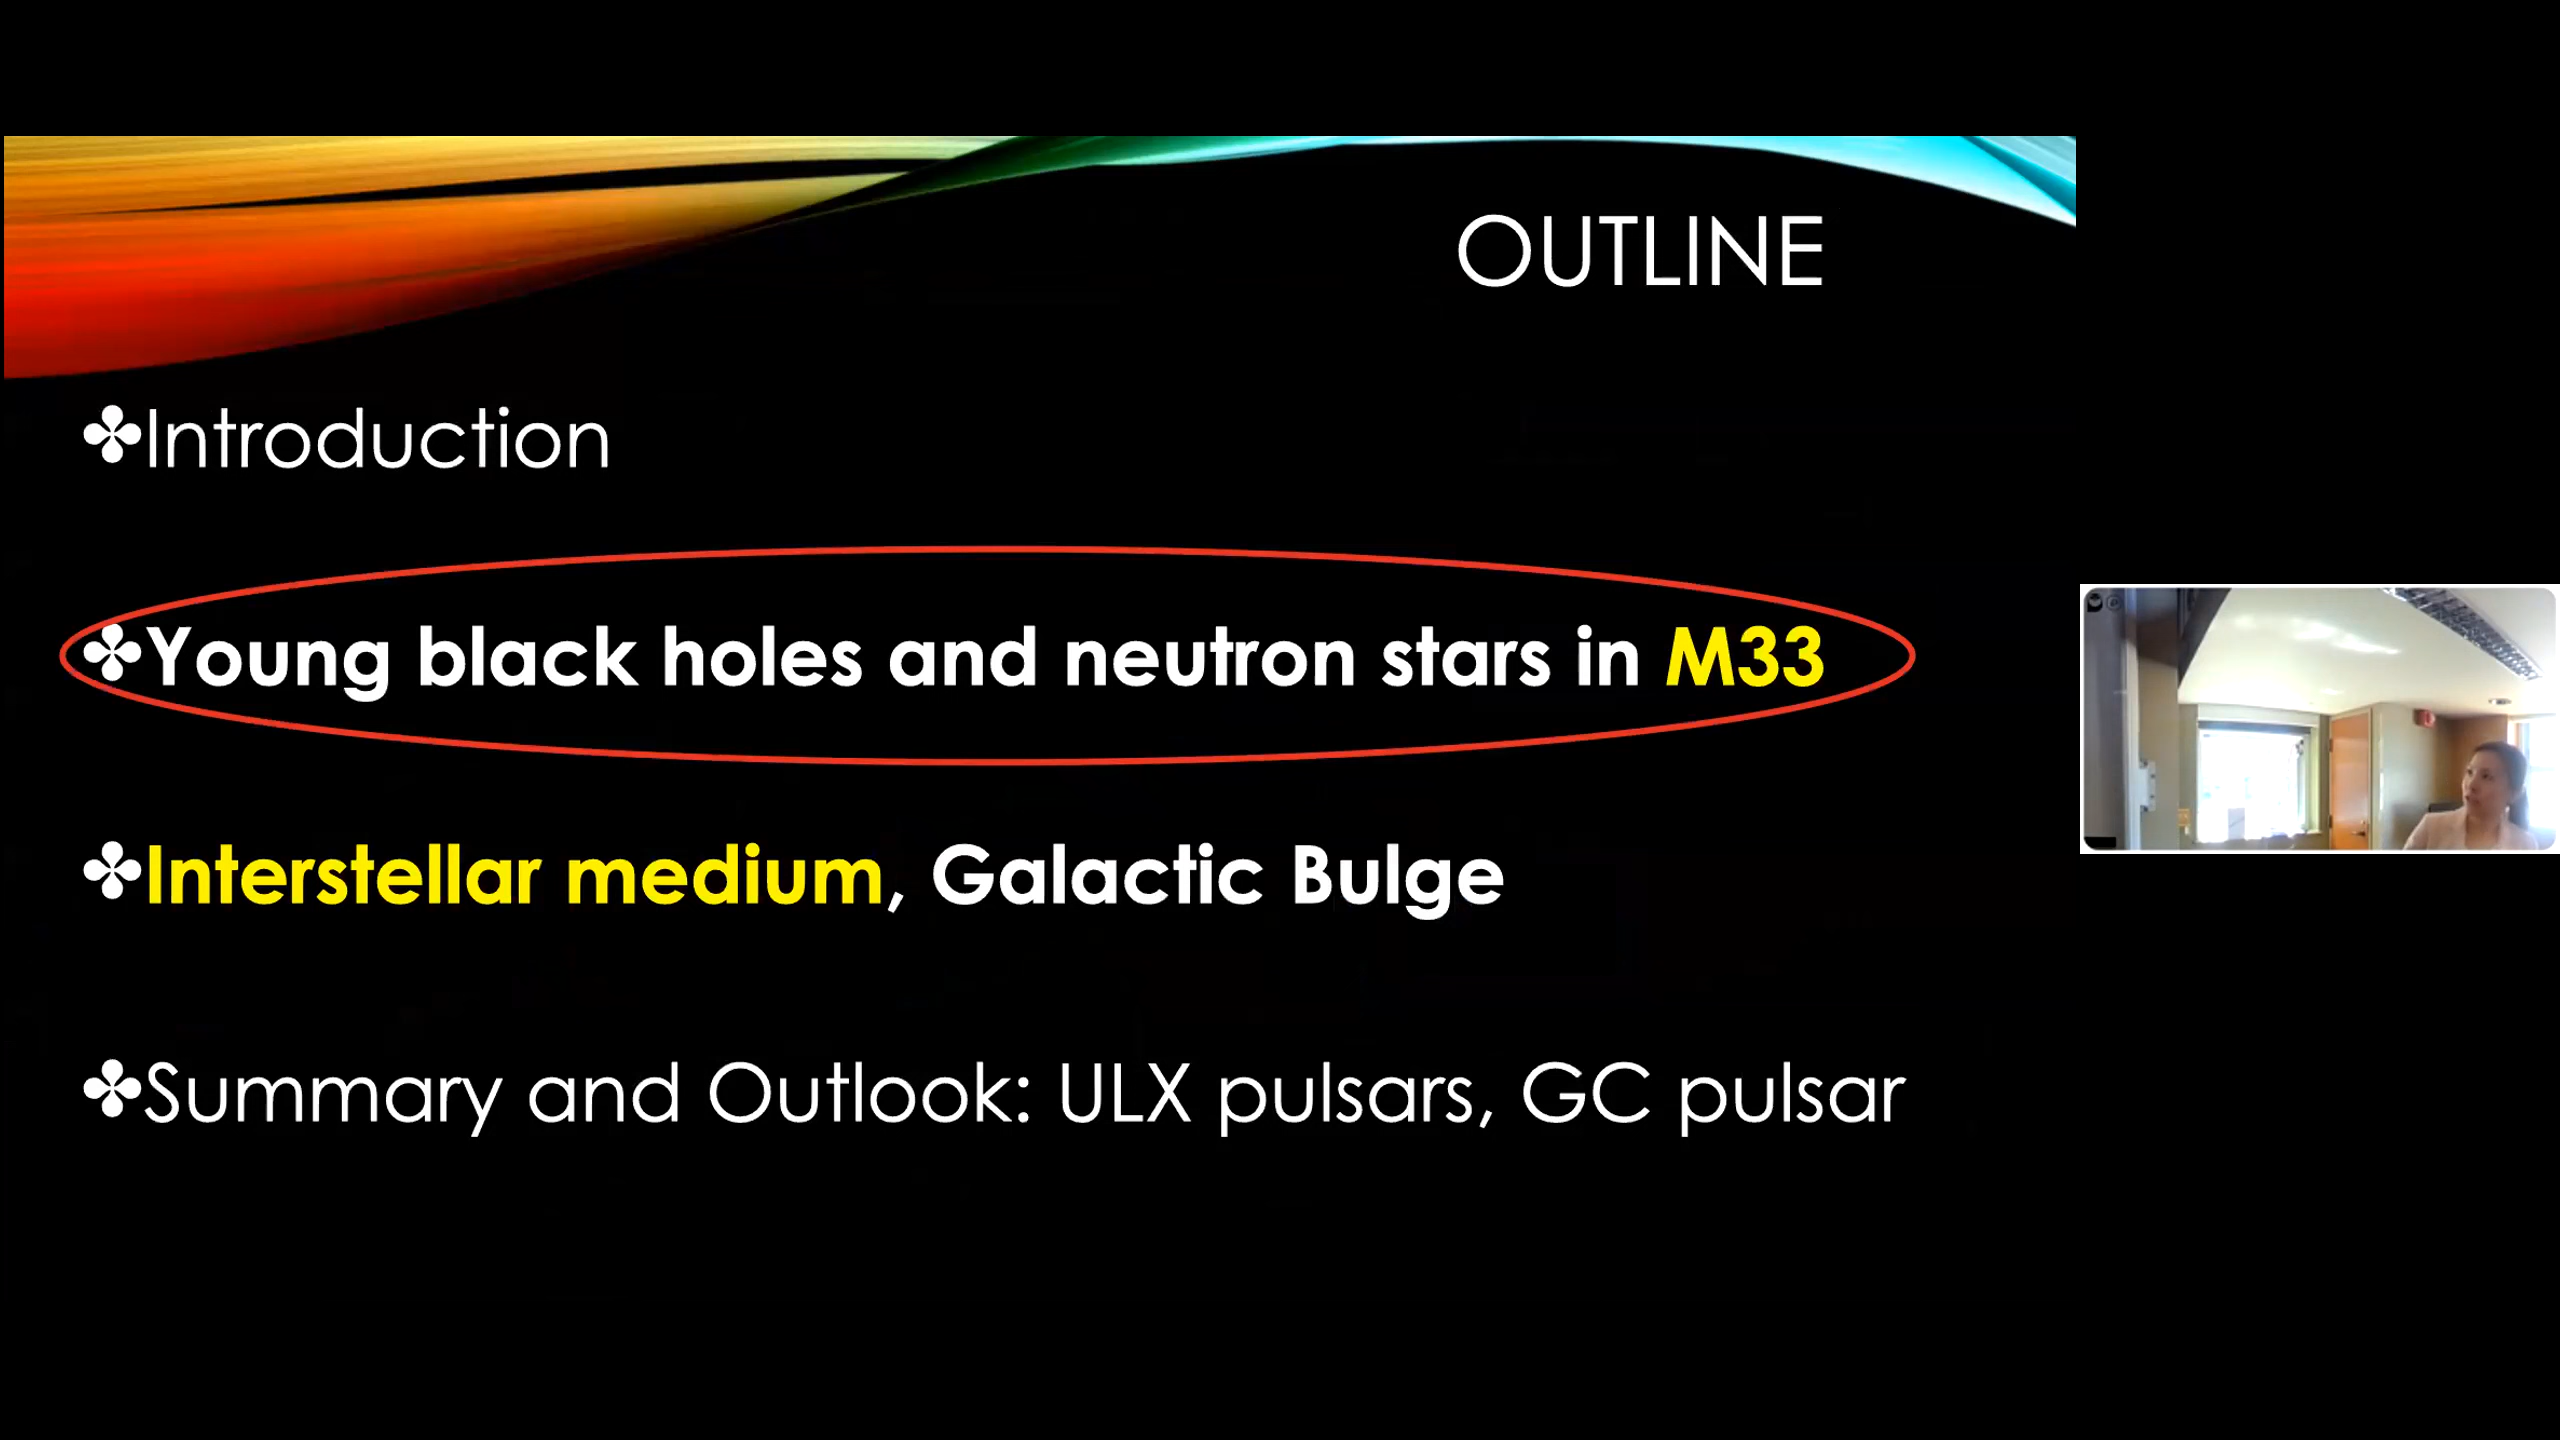 OUTLINE
Introduction
Young black holes and neutron stars in M33
Interstellar medium, Galactic Bulge
Summary and Outlook: ULX pulsars, GC pulsar